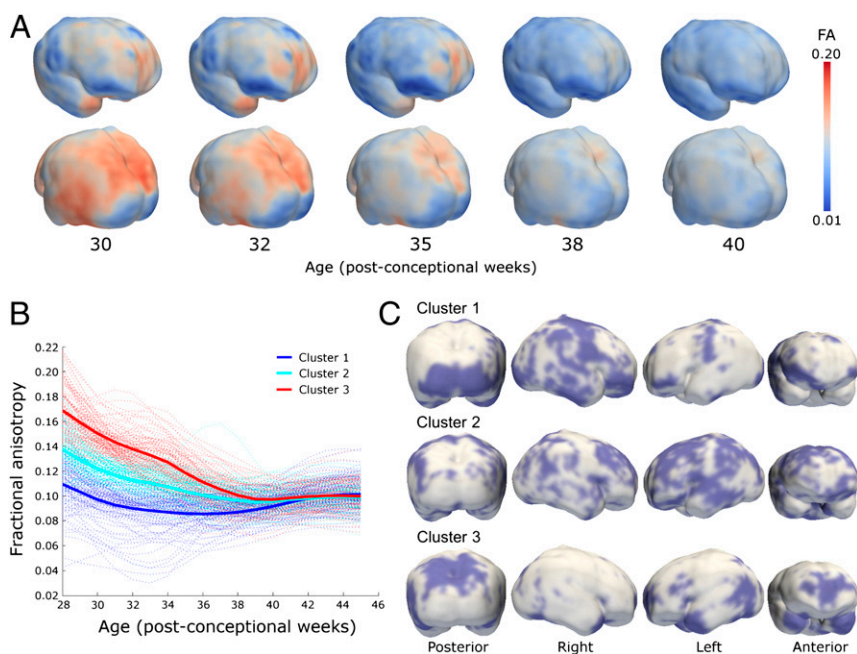 A
FA
0.20
0.01
30 32 35 38 40
Age (post-conceptional weeks)
B
Fractional anisotropy
0.22
0.20
0.18
0.16
0.14
0.12
0.10
0.08
0.06
0.04
0.02
Cluster 1
Cluster 2
Cluster 3
28 30 32 34 36 38 40 42 44 46
Age (post-conceptional weeks)
C
Cluster 1
Cluster 2
Cluster 3
Posterior Right Left Anterior